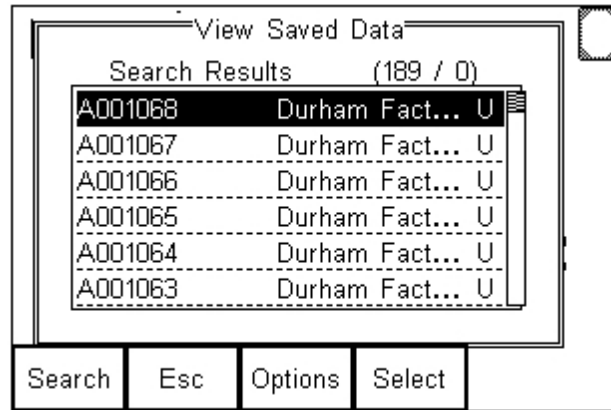 View Saved Data
Search Results (189 / 0)
A001068 Durham Fact... U
A001067 Durham Fact... U
A001066 Durham Fact... U
A001065 Durham Fact... U
A001064 Durham Fact... U
A001063 Durham Fact... U
Search Esc Options Select